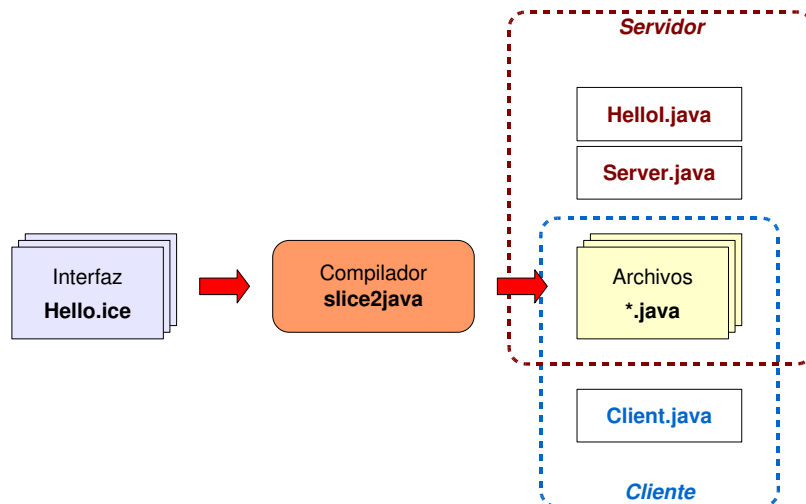 Servidor
HelloI.java
Server.java
Interfaz
Hello.ice
Compilador
slice2java
Archivos
*.java
Client.java
Cliente